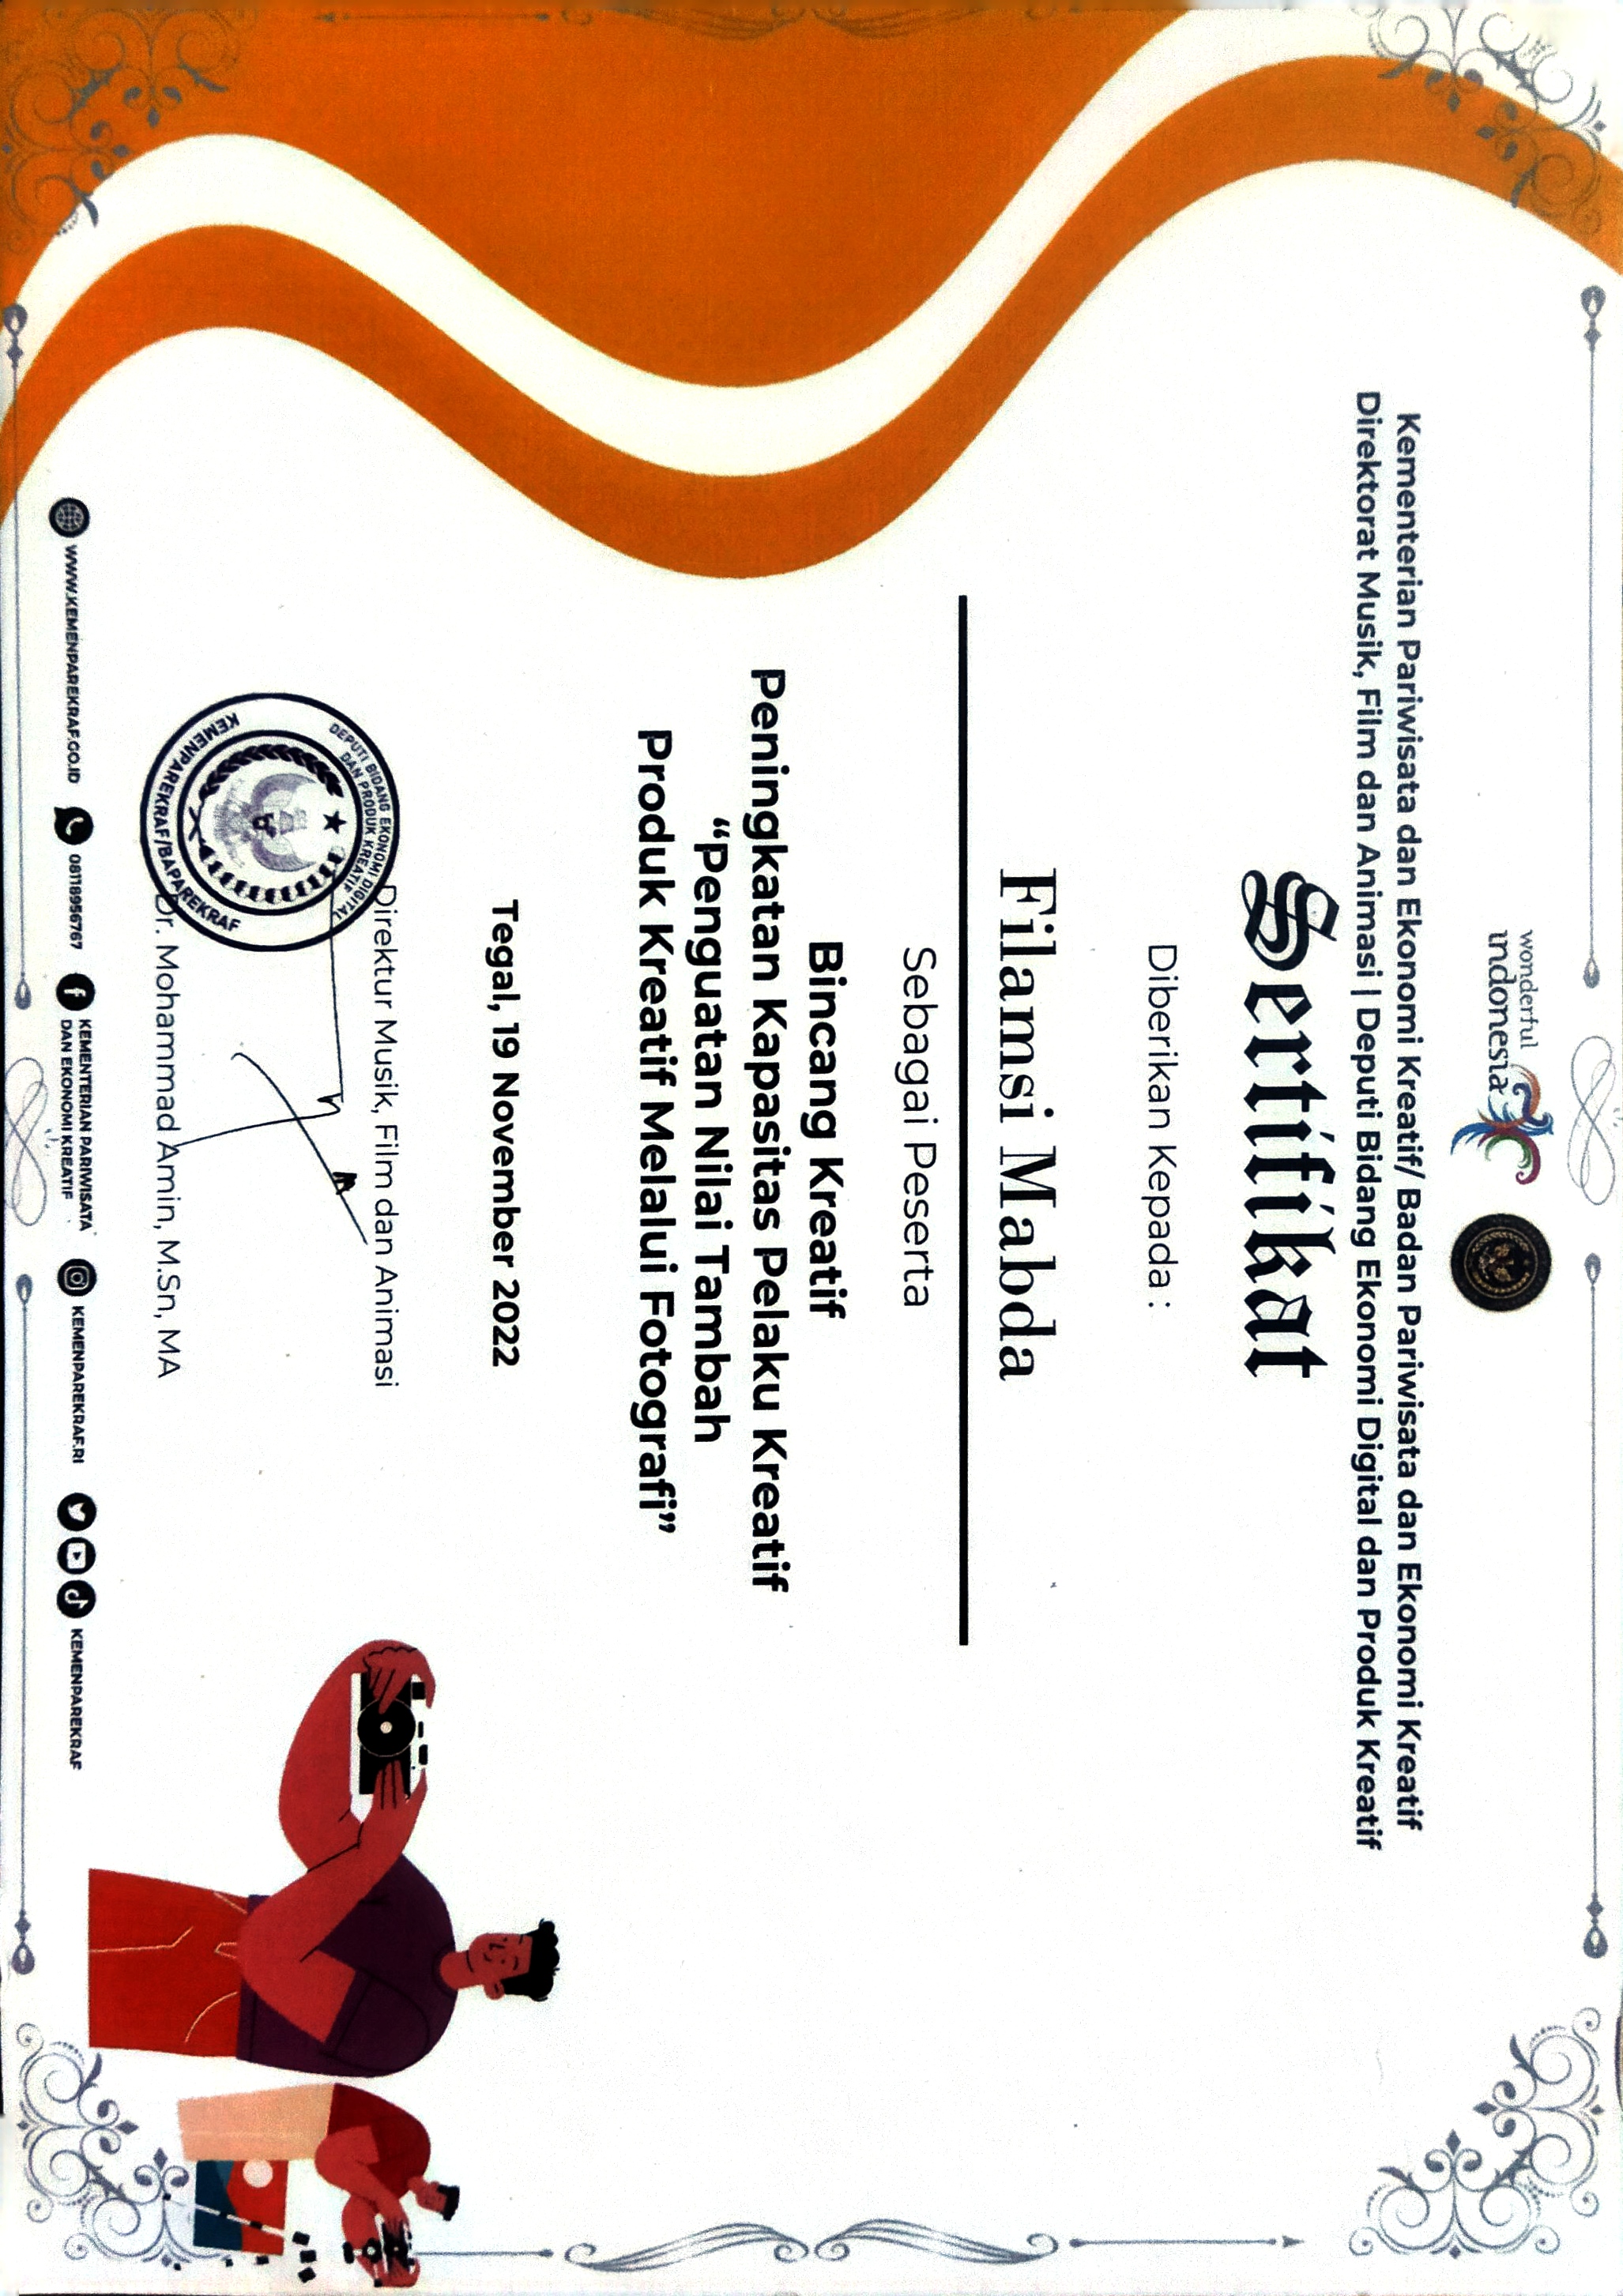 wonderful
indonesia
Kementerian Pariwisata dan Ekonomi Kreatif/ Badan Pariwisata dan Ekonomi Kreatif
Direktorat Musik, Film dan Animasi | Deputi Bidang Ekonomi Digital dan Produk Kreatif
Sertifikat
Diberikan Kepada :
Filamsi Mabda
Sebagai Peserta
Bincang Kreatif
Peningkatan Kapasitas Pelaku Kreatif
“Penguatan Nilai Tambah
Produk Kreatif Melalui Fotografi”
Tegal, 19 November 2022
Direktur Musik, Film dan Animasi
DEPUTI BIDANG EKONOMI DIGITAL
DAN PRODUK KREATIF
KEMENPAREKRAF/BAPAREKRAF
Dr. Mohammad Amin, M.Sn, MA
WWW.KEMENPAREKRAF.GO.ID
08118956767
KEMENTERIAN PARIWISATA
DAN EKONOMI KREATIF
KEMENPAREKRAF.RI
KEMENPAREKRAF